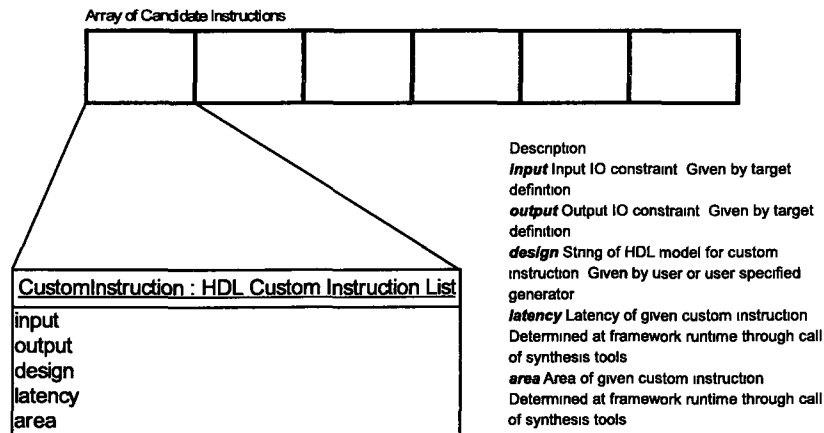 Array of Candidate Instructions
CustomInstruction : HDL Custom Instruction List
input
output
design
latency
area
Description
input Input IO constraint Given by target
definition
output Output IO constraint Given by target
definition
design String of HDL model for custom
instruction Given by user or user specified
generator
latency Latency of given custom instruction
Determined at framework runtime through call
of synthesis tools
area Area of given custom instruction
Determined at framework runtime through call
of synthesis tools